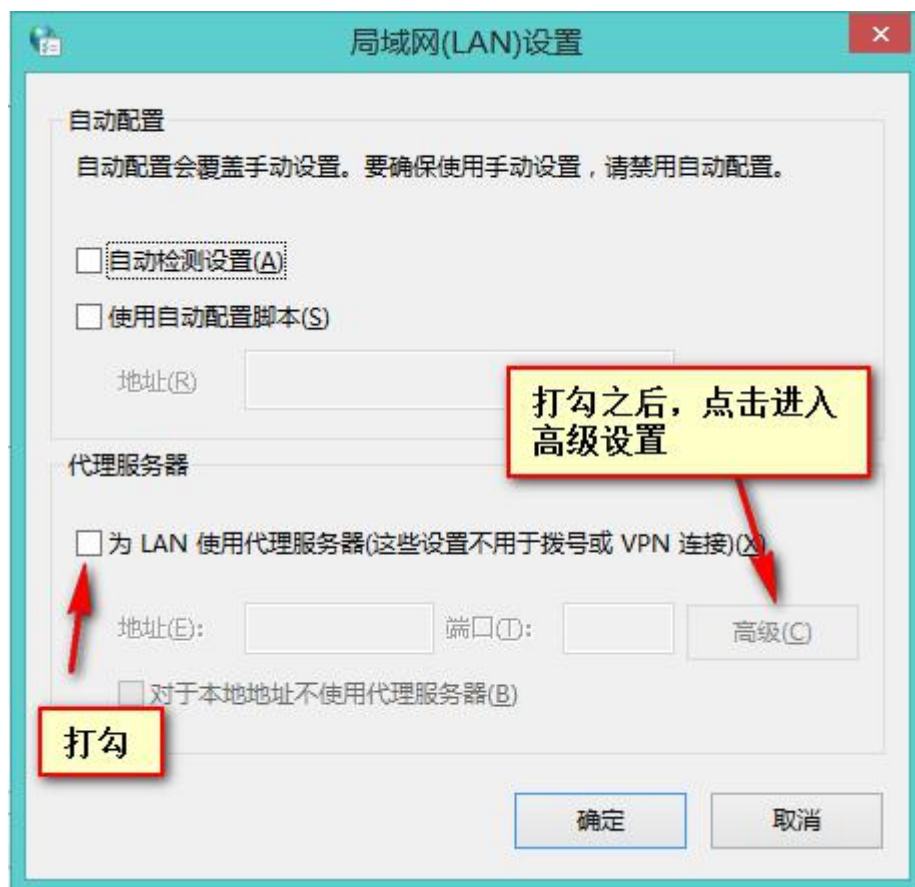 局域网(LAN)设置
自动配置
自动配置会覆盖手动设置。要确保使用手动设置，请禁用自动配置。
自动检测设置(A)
使用自动配置脚本(S)
地址(R)
打勾之后，点击进入
高级设置
代理服务器
为 LAN 使用代理服务器(这些设置不用于拨号或 VPN 连接)(X)
地址(E):
端口(T):
高级(C)
对于本地地址不使用代理服务器(B)
打勾
确定
取消